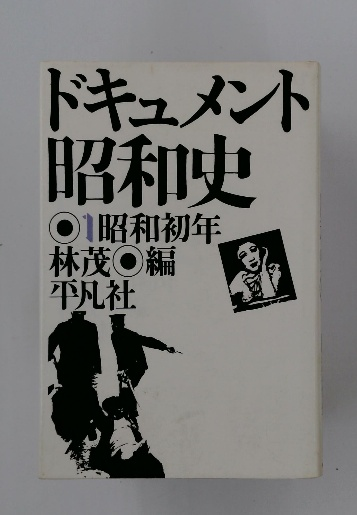 ドキュメント
昭和史
◎1昭和初年
林茂◎編
平凡社